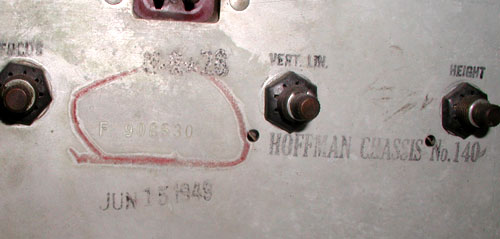 FOCUS
VERT. LIN.
HEIGHT
HOFFMAN CHASSIS No. 140
JUN 15 1949